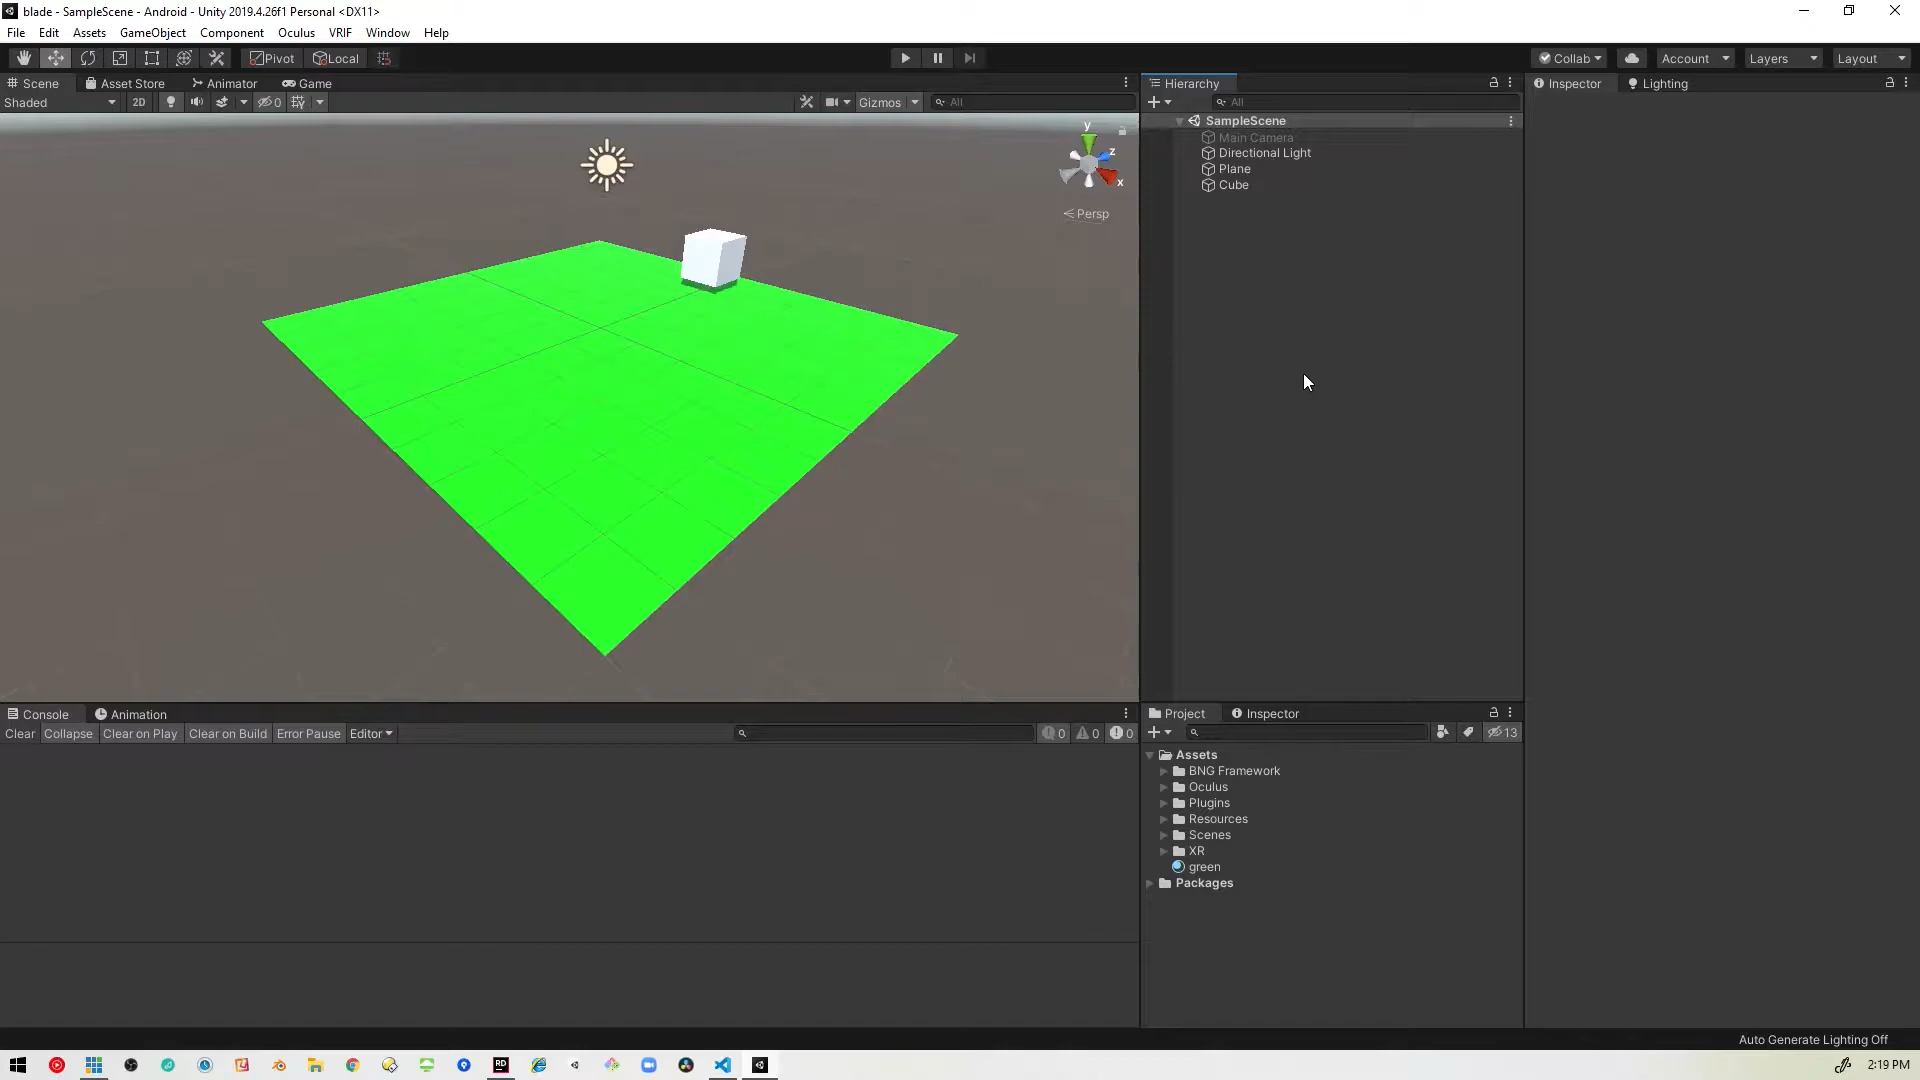 blade - SampleScene - Android - Unity 2019.4.26f1 Personal <DX11>
File Edit Assets GameObject Component Oculus VRIF Window Help
Pivot Local Collab Account Layers Layout
Scene Asset Store Animator Game Hierarchy Inspector Lighting
Shaded 2D 0 Gizmos All All
SampleScene
Main Camera
Directional Light
Plane
Cube
y
z
x
Persp
Console Animation Project Inspector
Clear Collapse Clear on Play Clear on Build Error Pause Editor 0 0 0 13
Assets
BNG Framework
Oculus
Plugins
Resources
Scenes
XR
green
Packages
Auto Generate Lighting Off
RD
2:19 PM